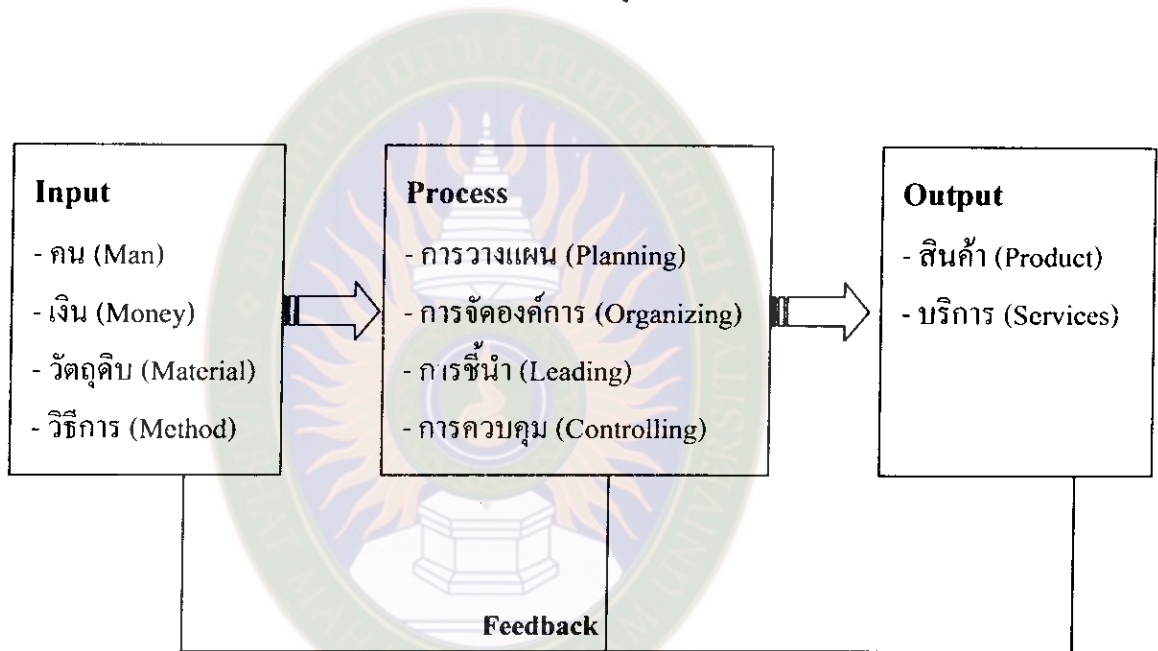 Input
- คน (Man)
- เงิน (Money)
- วัตถุดิบ (Material)
- วิธีการ (Method)
Process
- การวางแผน (Planning)
- การจัดองค์การ (Organizing)
- การชี้นำ (Leading)
- การควบคุม (Controlling)
Output
- สินค้า (Product)
- บริการ (Services)
Feedback